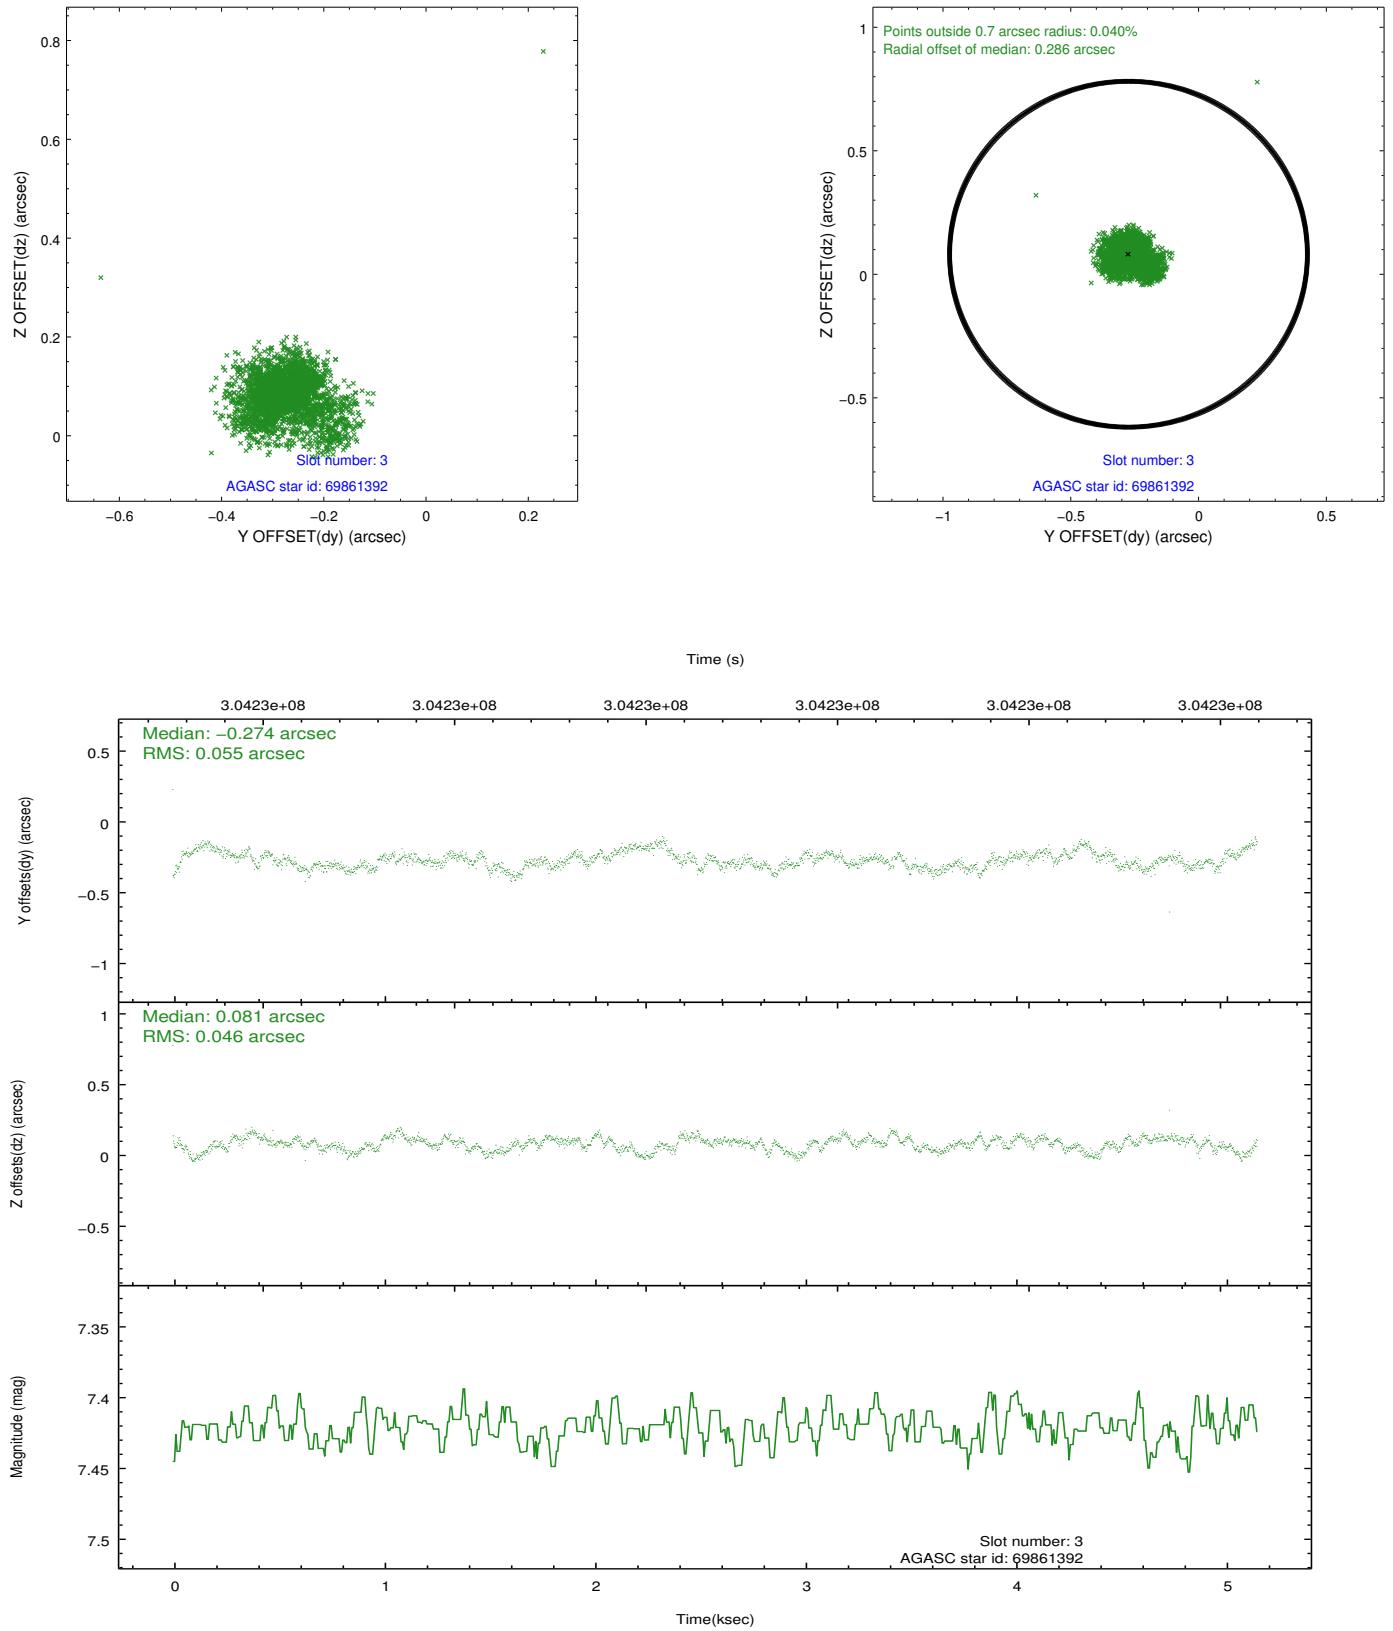 0.8
0.6
0.4
0.2
0
Z OFFSET(dz) (arcsec)
−0.6
−0.4
−0.2
0
0.2
Y OFFSET(dy) (arcsec)
Slot number: 3
AGASC star id: 69861392
Points outside 0.7 arcsec radius: 0.040%
Radial offset of median: 0.286 arcsec
1
0.5
0
−0.5
Z OFFSET(dz) (arcsec)
−1
−0.5
0
0.5
Y OFFSET(dy) (arcsec)
Slot number: 3
AGASC star id: 69861392
Time (s)
3.0423e+08 3.0423e+08 3.0423e+08 3.0423e+08 3.0423e+08 3.0423e+08
Median: −0.274 arcsec
RMS: 0.055 arcsec
0.5
0
−0.5
−1
Y offsets(dy) (arcsec)
Median: 0.081 arcsec
RMS: 0.046 arcsec
1
0.5
0
−0.5
Z offsets(dz) (arcsec)
7.35
7.4
7.45
7.5
Magnitude (mag)
Slot number: 3
AGASC star id: 69861392
0 1 2 3 4 5
Time(ksec)